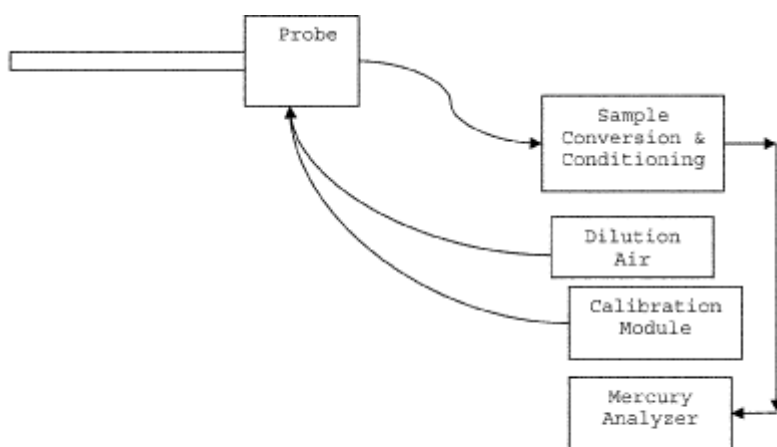 Probe
Sample
Conversion &
Conditioning
Dilution
Air
Calibration
Module
Mercury
Analyzer